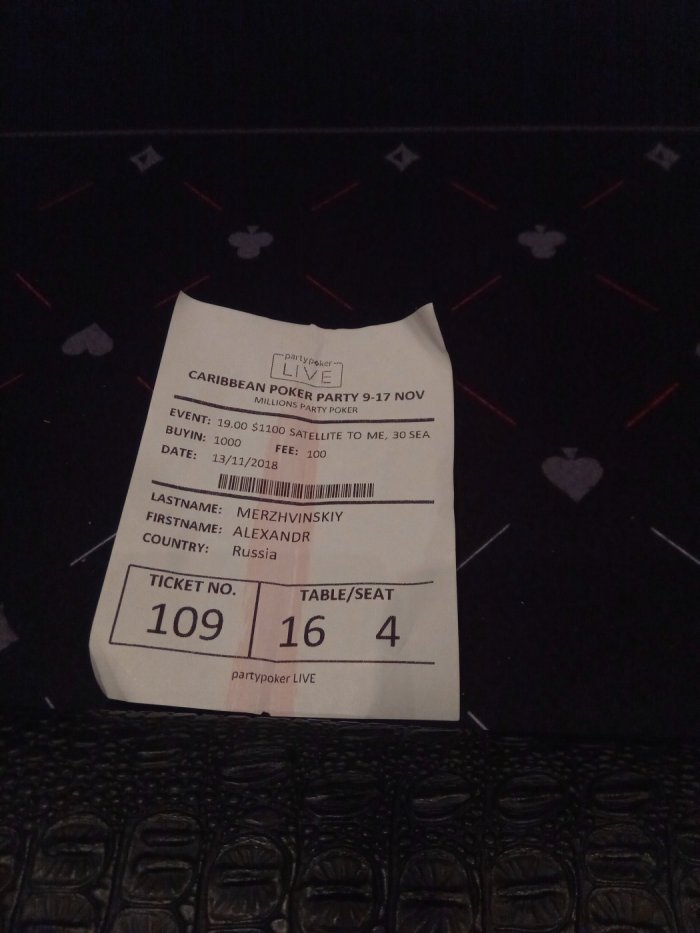 partypoker
LIVE
CARIBBEAN POKER PARTY 9-17 NOV
MILLIONS PARTY POKER
EVENT: 19.00 $1100 SATELLITE TO ME, 30 SEA
BUYIN: 1000 FEE: 100
DATE: 13/11/2018
LASTNAME: MERZHVINSKIY
FIRSTNAME: ALEXANDR
COUNTRY: Russia
TICKET NO. TABLE/SEAT
109 16 4
partypoker LIVE